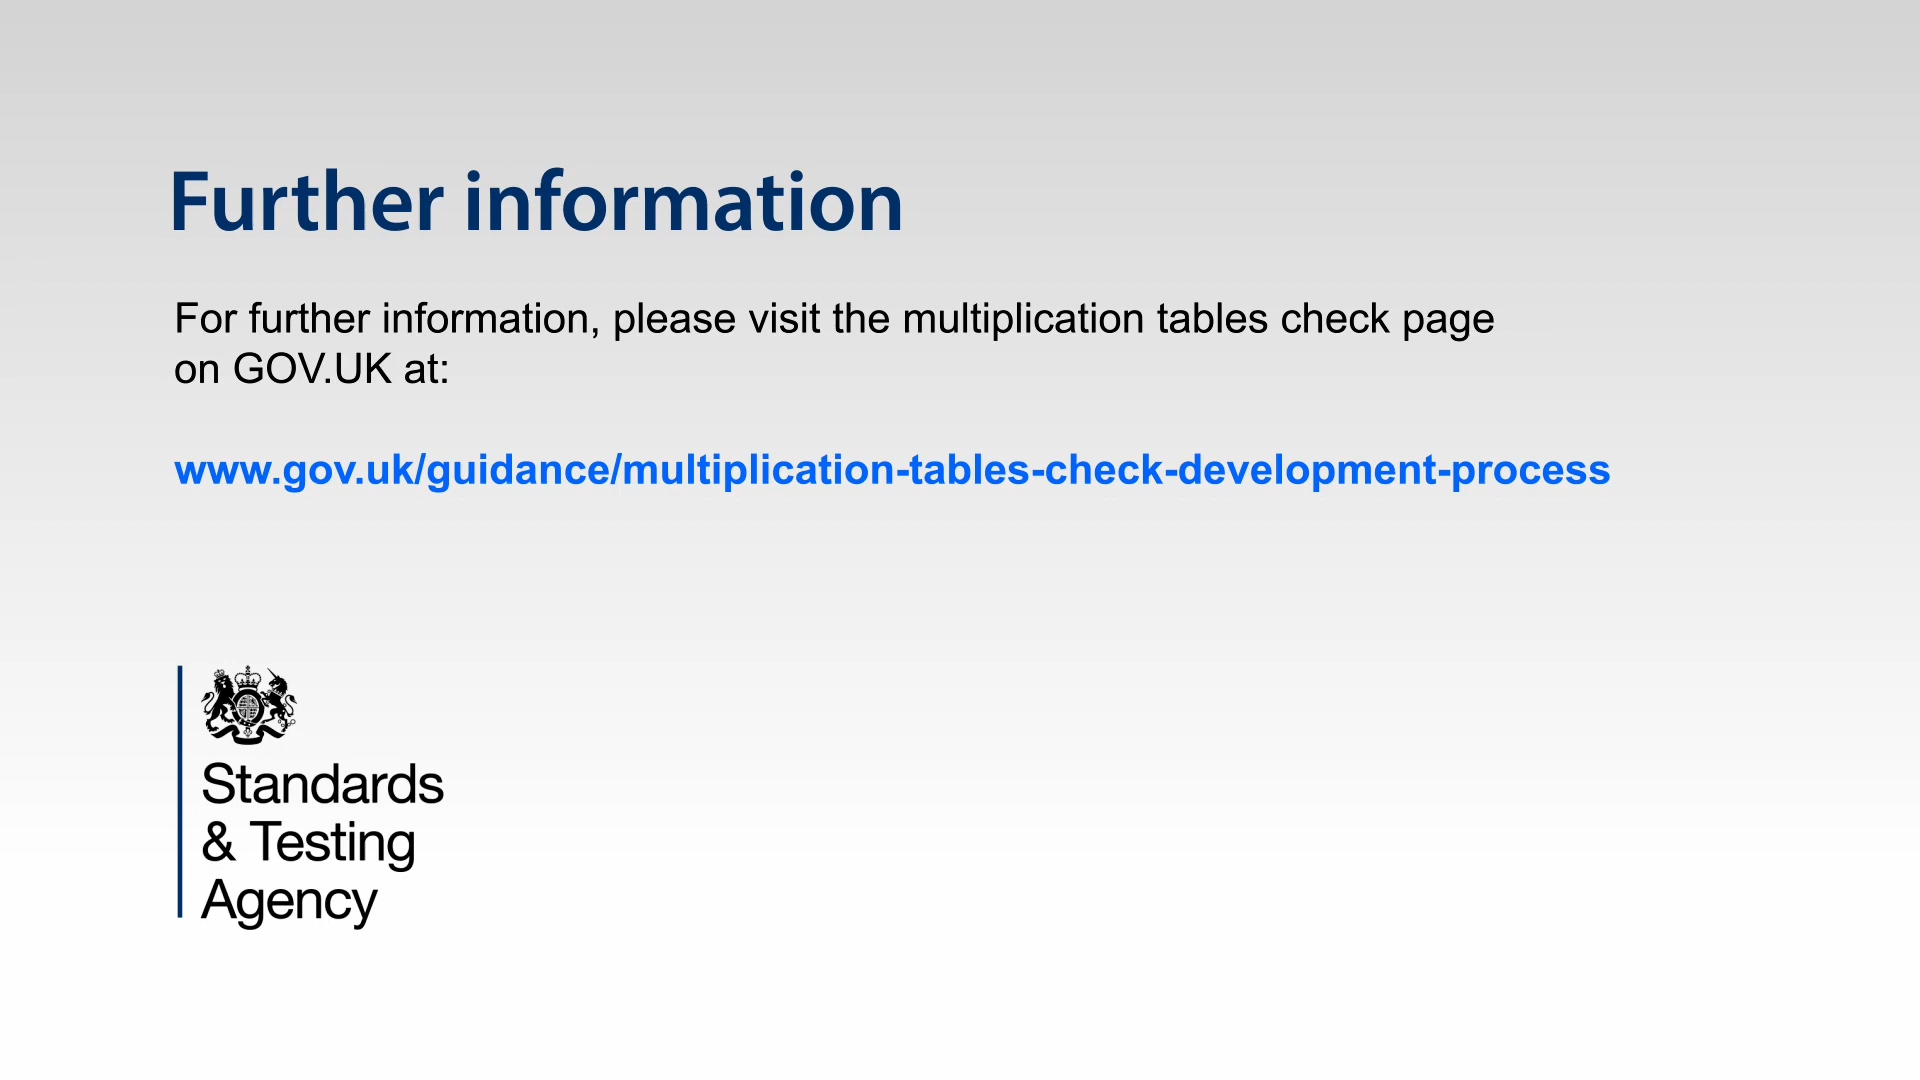 Further information
For further information, please visit the multiplication tables check page
on GOV.UK at:
www.gov.uk/guidance/multiplication-tables-check-development-process
Standards
& Testing
Agency